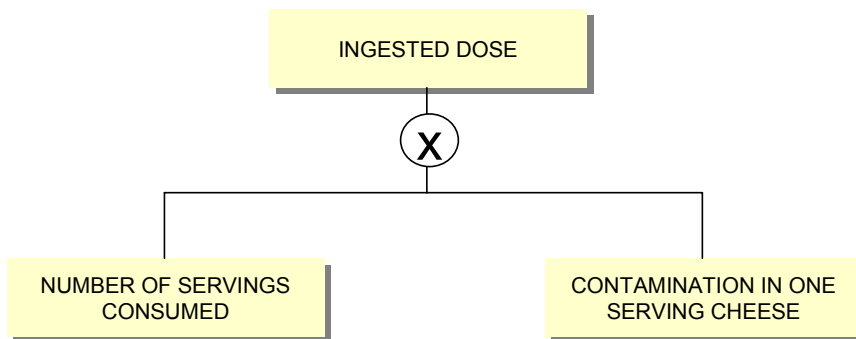 INGESTED DOSE
X
NUMBER OF SERVINGS
CONSUMED
CONTAMINATION IN ONE
SERVING CHEESE